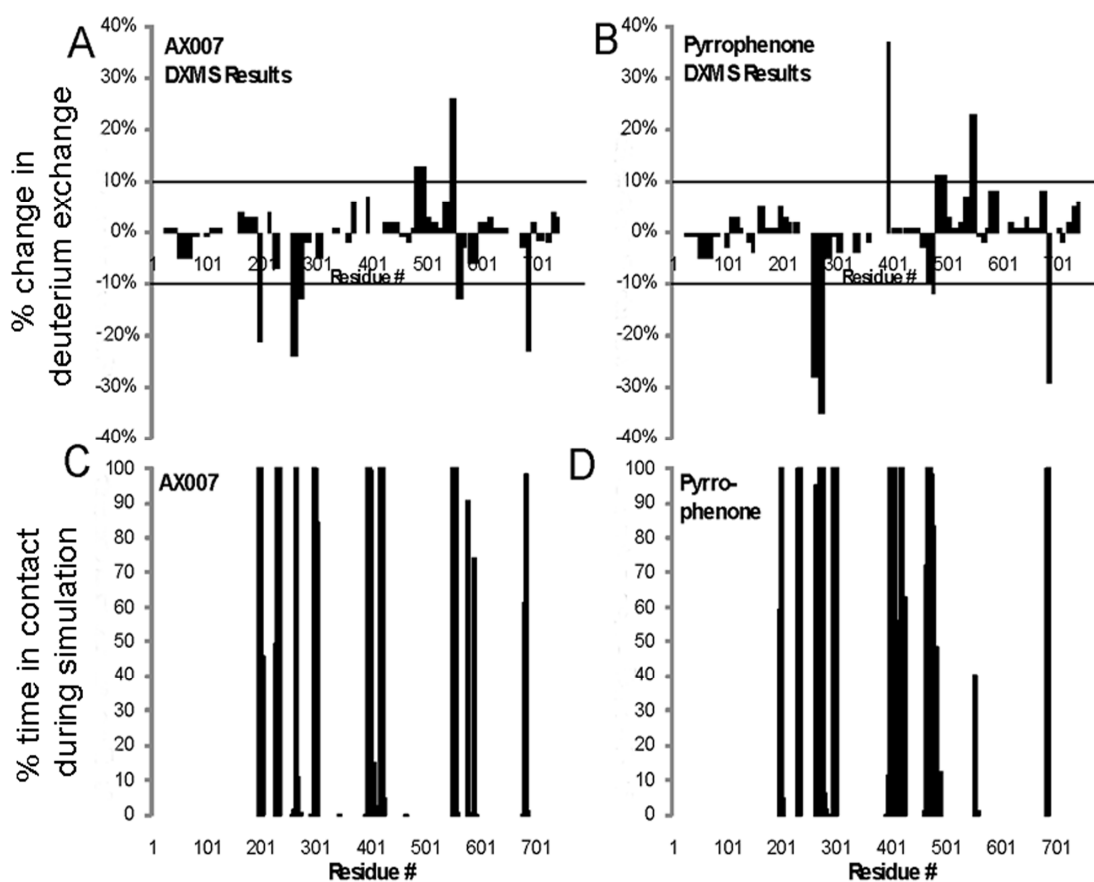 A
AX007
DXMS Results
40%
30%
20%
10%
0%
-10%
-20%
-30%
-40%
1 101 201 301 401 501 601 701
Residue #
B
Pyrrophenone
DXMS Results
40%
30%
20%
10%
0%
-10%
-20%
-30%
-40%
1 101 201 301 401 501 601 701
Residue #
% change in
deuterium exchange
C
AX007
100
90
80
70
60
50
40
30
20
10
0
1 101 201 301 401 501 601 701
Residue #
D
Pyrro-
phenone
100
90
80
70
60
50
40
30
20
10
0
1 101 201 301 401 501 601 701
Residue #
% time in contact
during simulation